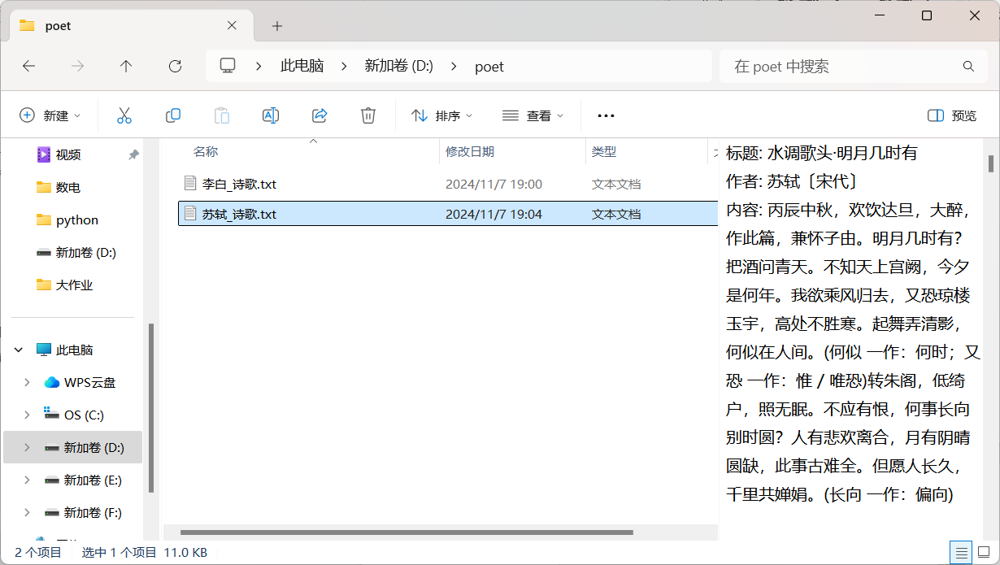 poet
此电脑 新加卷 (D:) poet
在 poet 中搜索
新建 排序 查看 预览
视频
数电
python
新加卷 (D:)
大作业
此电脑
WPS云盘
OS (C:)
新加卷 (D:)
新加卷 (E:)
新加卷 (F:)
名称 修改日期 类型
李白_诗歌.txt 2024/11/7 19:00 文本文档
苏轼_诗歌.txt 2024/11/7 19:04 文本文档
标题: 水调歌头·明月几时有
作者: 苏轼〔宋代〕
内容: 丙辰中秋，欢饮达旦，大醉，
作此篇，兼怀子由。明月几时有？
把酒问青天。不知天上宫阙，今夕
是何年。我欲乘风归去，又恐琼楼
玉宇，高处不胜寒。起舞弄清影，
何似在人间。(何似 一作：何时；又
恐 一作：惟 / 唯恐)转朱阁，低绮
户，照无眠。不应有恨，何事长向
别时圆？人有悲欢离合，月有阴晴
圆缺，此事古难全。但愿人长久，
千里共婵娟。(长向 一作：偏向)
2 个项目 选中 1 个项目 11.0 KB